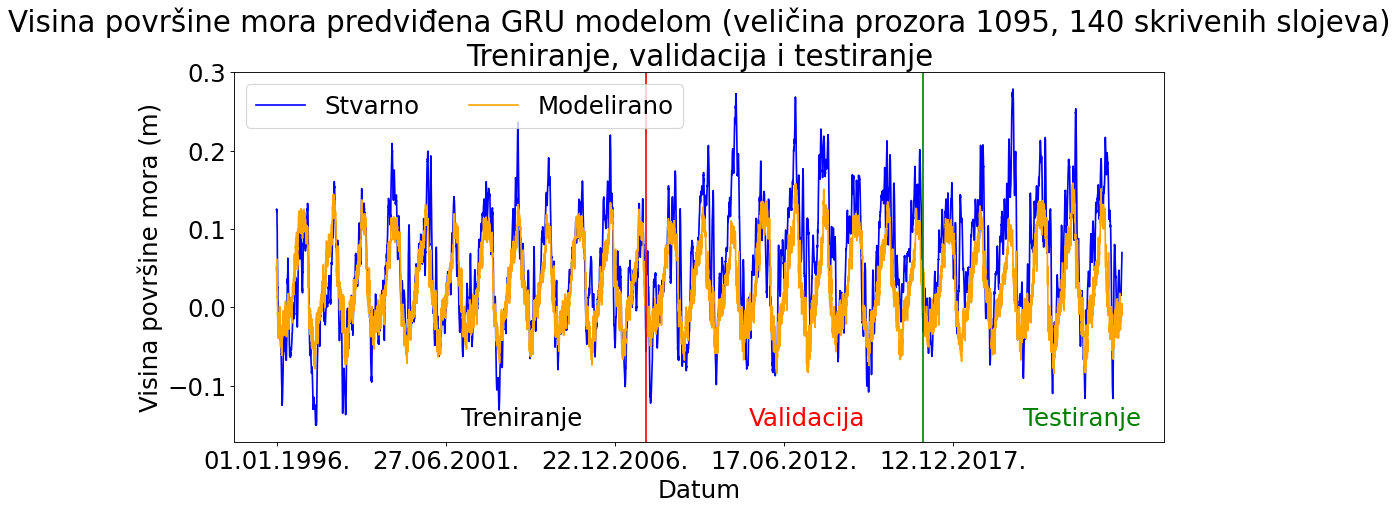 Visina površine mora predviđena GRU modelom (veličina prozora 1095, 140 skrivenih slojeva)
Treniranje, validacija i testiranje
Stvarno
Modelirano
Visina površine mora (m)
0.3
0.2
0.1
0.0
−0.1
Treniranje
Validacija
Testiranje
01.01.1996.
27.06.2001.
22.12.2006.
17.06.2012.
12.12.2017.
Datum